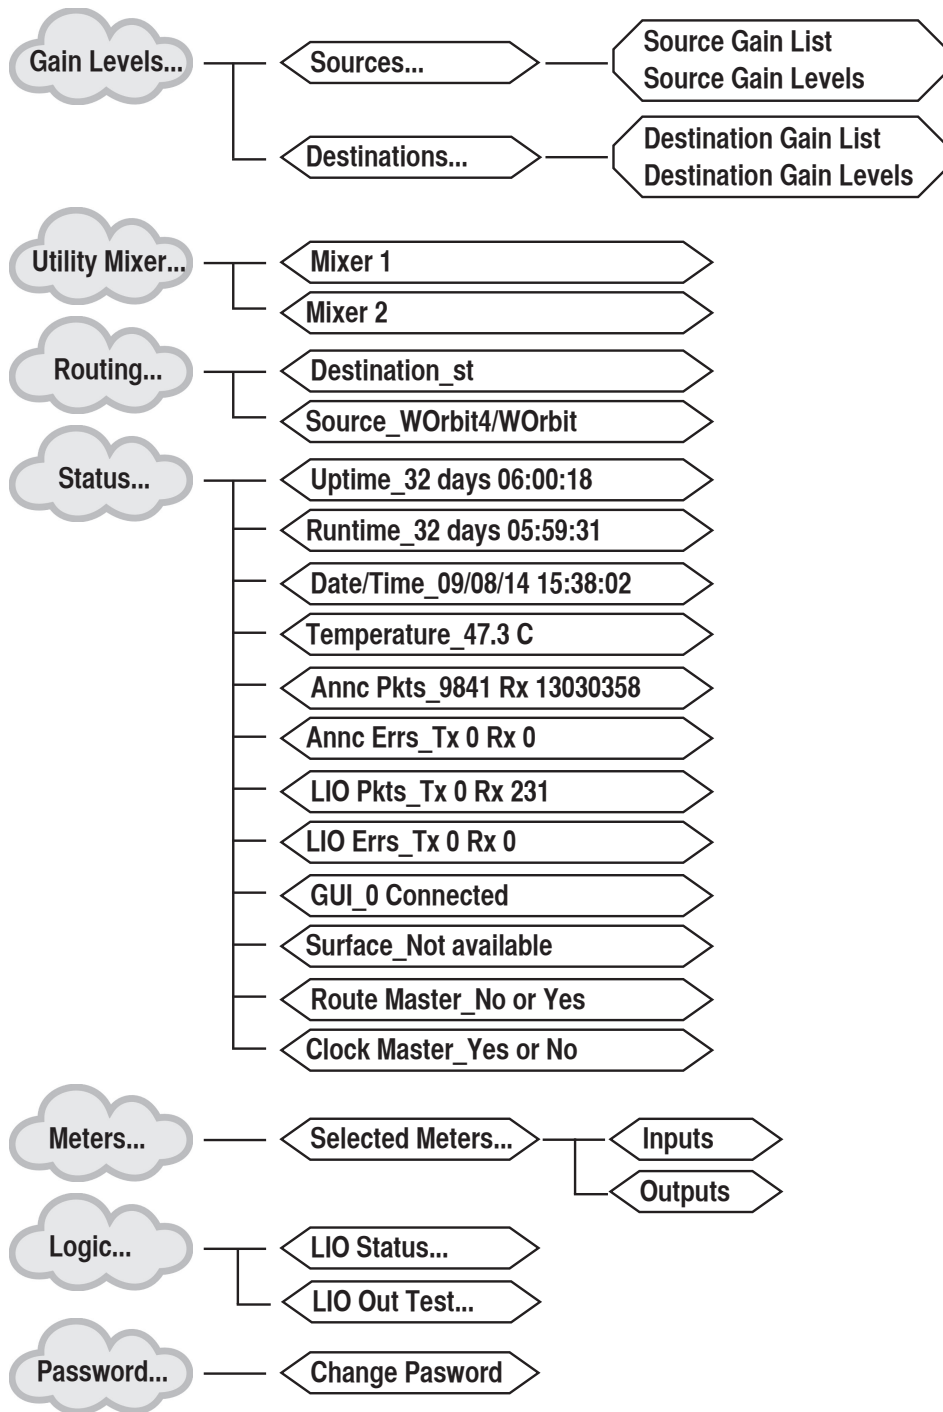 Gain Levels...
Sources...
Source Gain List
Source Gain Levels
Destinations...
Destination Gain List
Destination Gain Levels
Utility Mixer...
Mixer 1
Mixer 2
Routing...
Destination_st
Source_WOrbit4/WOrbit
Status...
Uptime_32 days 06:00:18
Runtime_32 days 05:59:31
Date/Time_09/08/14 15:38:02
Temperature_47.3 C
Annc Pkts_9841 Rx 13030358
Annc Errs_Tx 0 Rx 0
LIO Pkts_Tx 0 Rx 231
LIO Errs_Tx 0 Rx 0
GUI_0 Connected
Surface_Not available
Route Master_No or Yes
Clock Master_Yes or No
Meters...
Selected Meters...
Inputs
Outputs
Logic...
LIO Status...
LIO Out Test...
Password...
Change Pasword